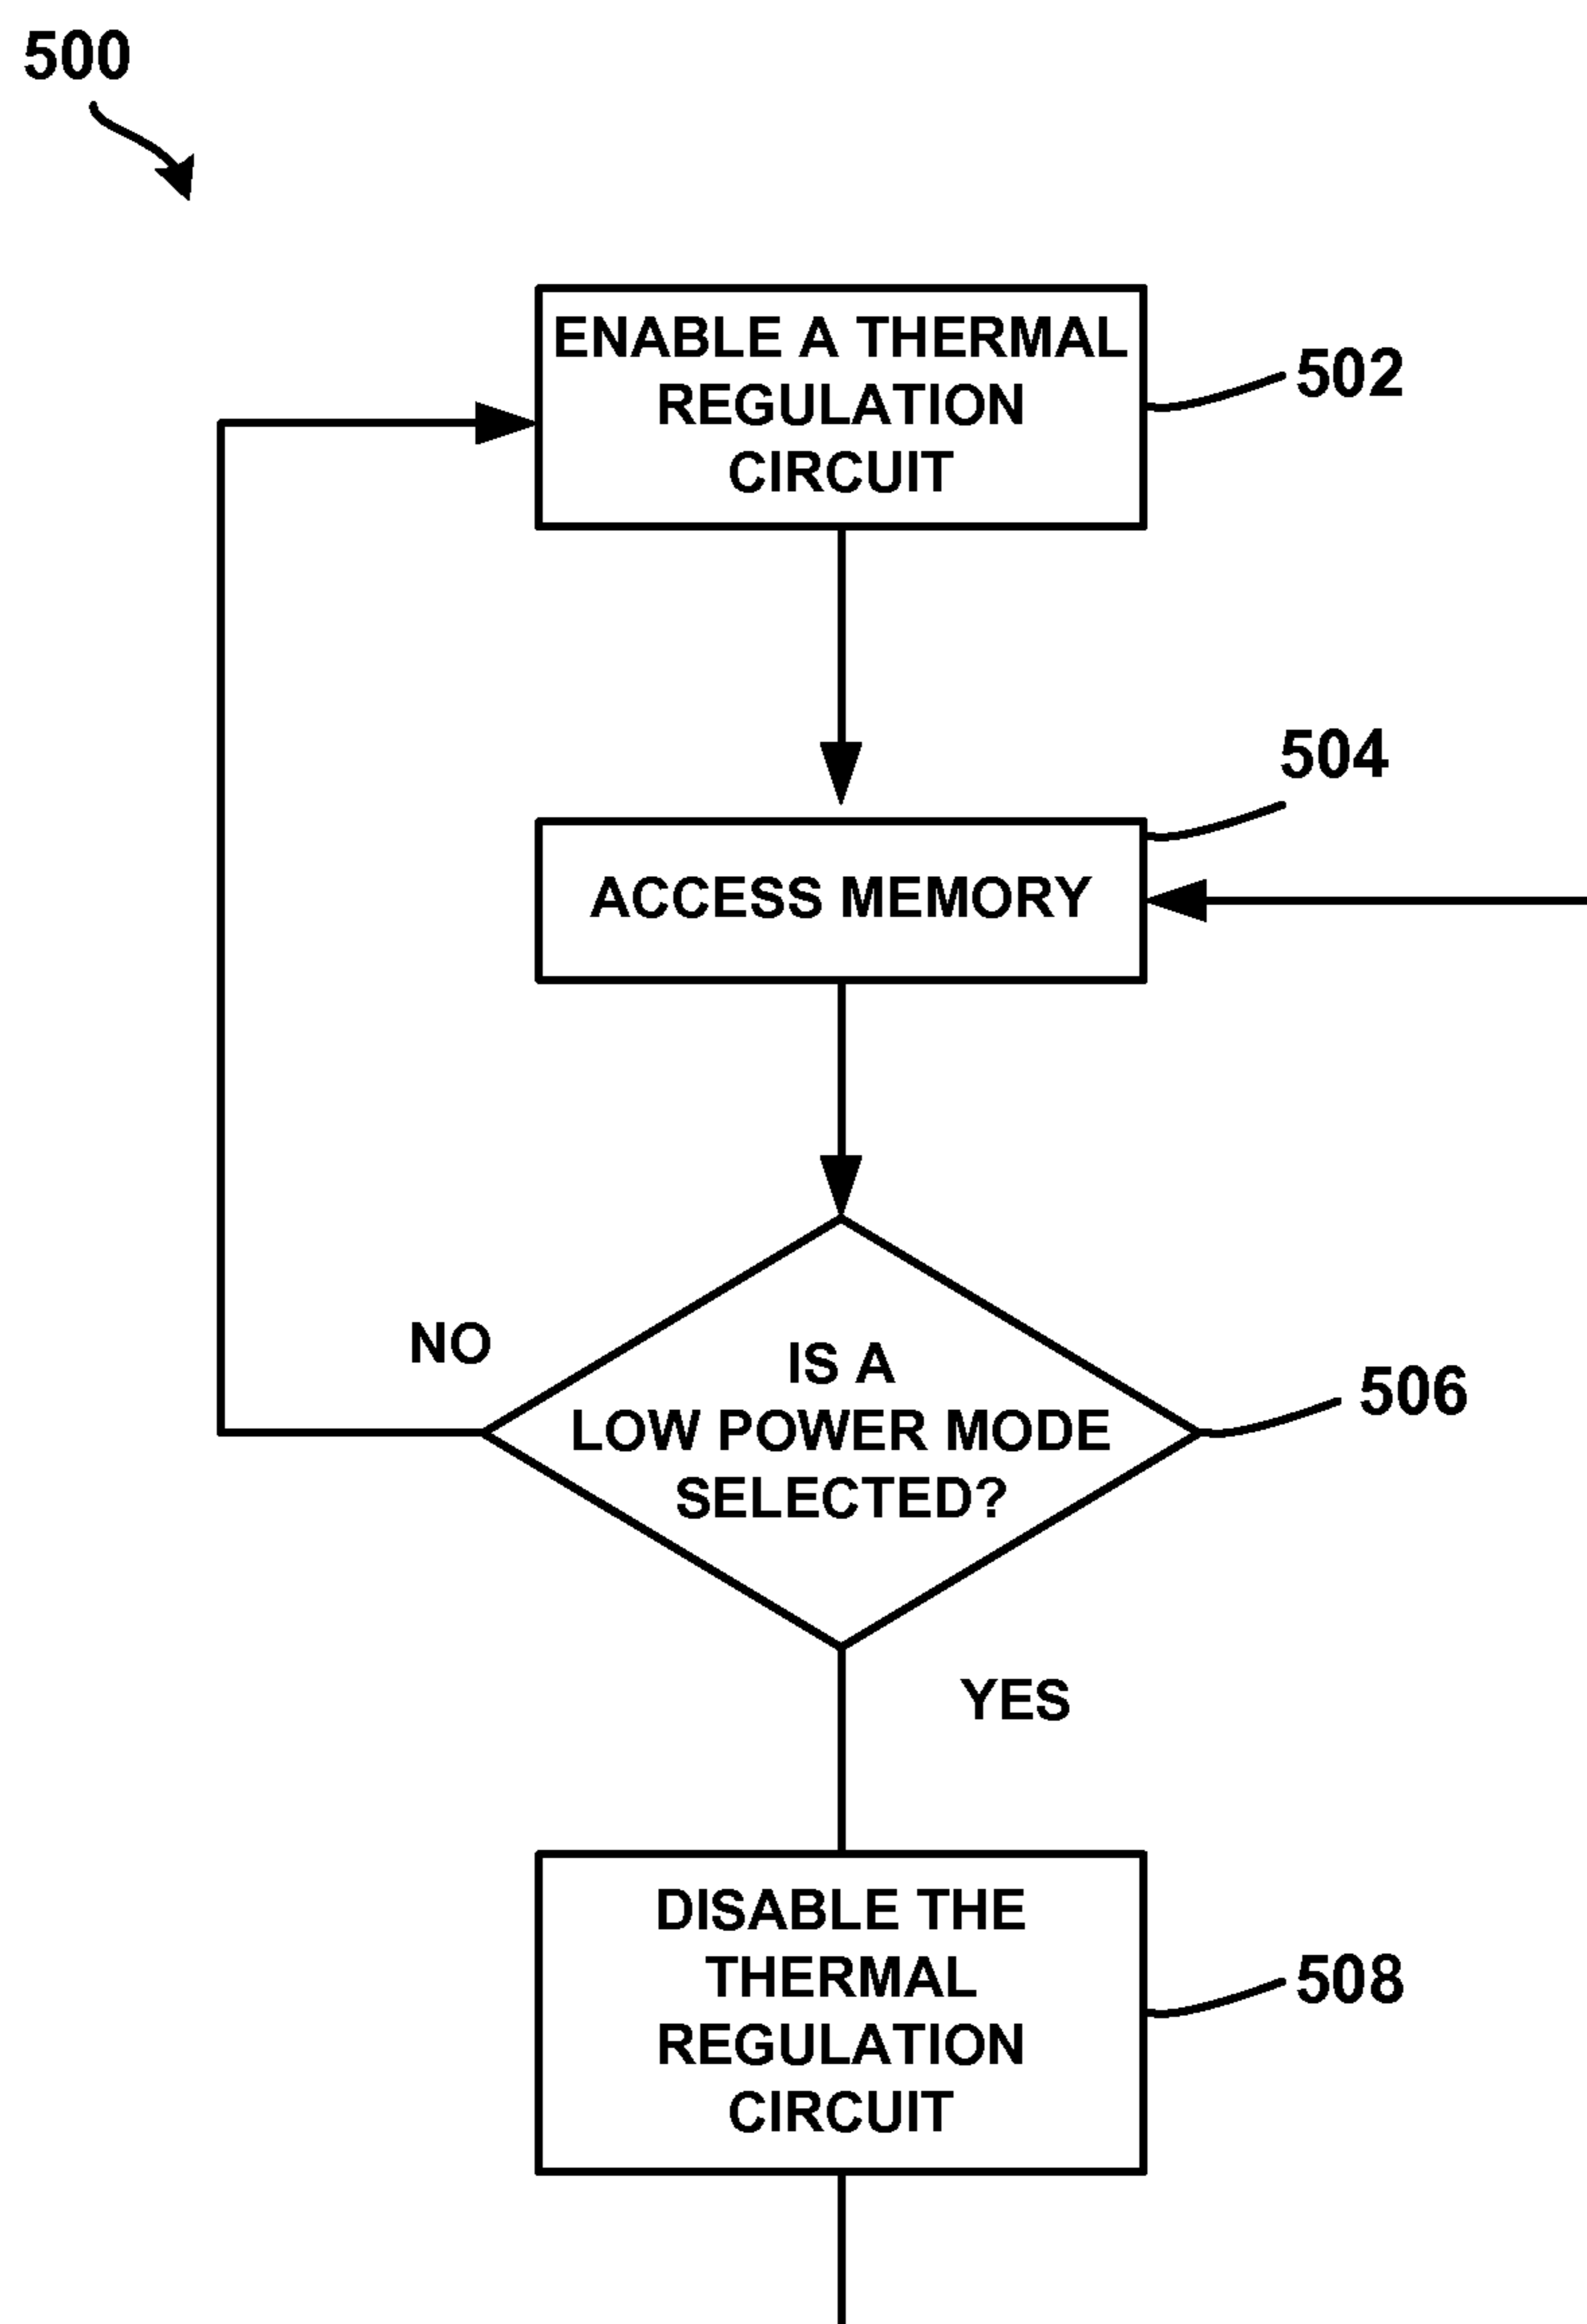 500
ENABLE A THERMAL
REGULATION
CIRCUIT
502
504
ACCESS MEMORY
NO
IS A
LOW POWER MODE
SELECTED?
506
YES
DISABLE THE
THERMAL
REGULATION
CIRCUIT
508